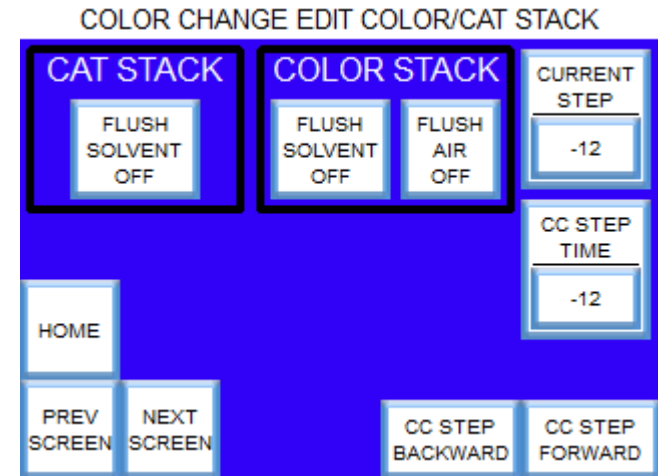 COLOR CHANGE EDIT COLOR/CAT STACK
CAT STACK
FLUSH
SOLVENT
OFF
COLOR STACK
FLUSH
SOLVENT
OFF
FLUSH
AIR
OFF
CURRENT
STEP
-12
CC STEP
TIME
-12
HOME
PREV
SCREEN
NEXT
SCREEN
CC STEP
BACKWARD
CC STEP
FORWARD